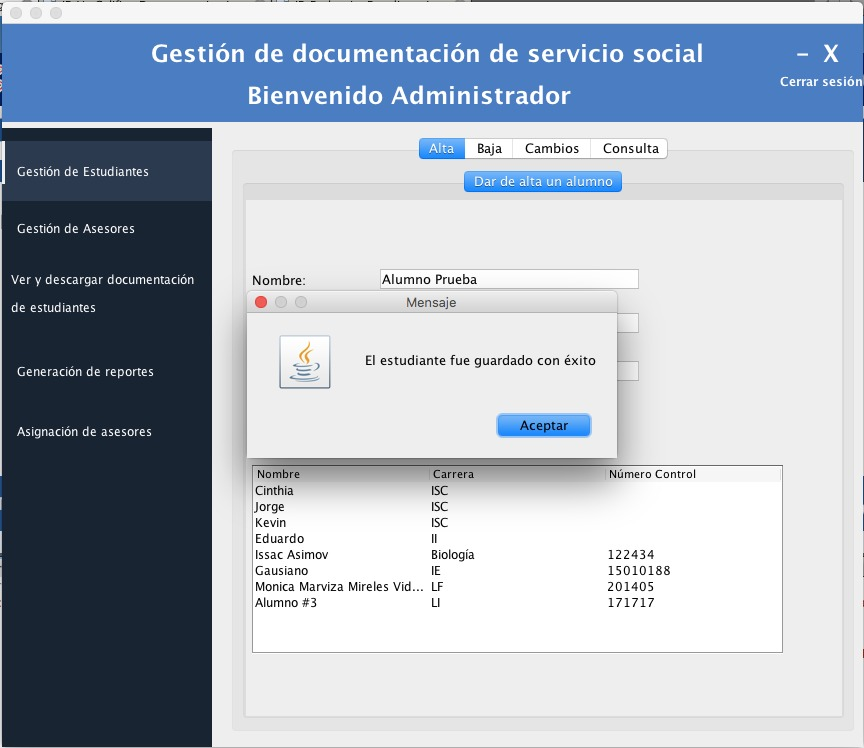 Gestión de documentación de servicio social
– X
Bienvenido Administrador
Cerrar sesión
Gestión de Estudiantes
Gestión de Asesores
Ver y descargar documentación
de estudiantes
Generación de reportes
Asignación de asesores
Alta Baja Cambios Consulta
Dar de alta un alumno
Nombre: Alumno Prueba
Mensaje
El estudiante fue guardado con éxito
Aceptar
Nombre Carrera Número Control
Cinthia ISC
Jorge ISC
Kevin ISC
Eduardo II
Issac Asimov Biología 122434
Gausiano IE 15010188
Monica Marviza Mireles Vid... LF 201405
Alumno #3 LI 171717